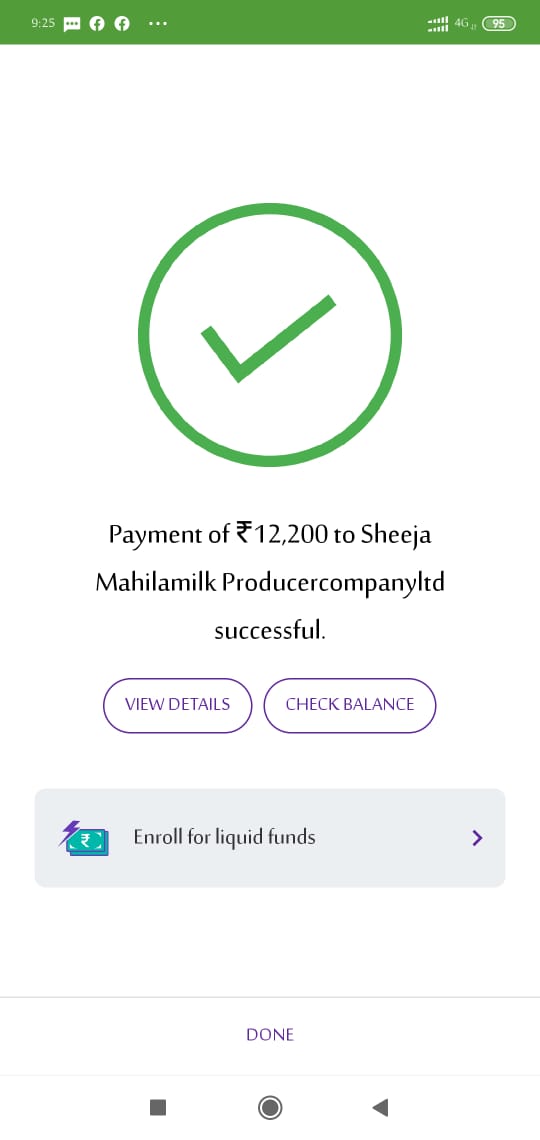 9:25 4G 95
Payment of ₹12,200 to Sheeja
Mahilamilk Producercompanyltd
successful.
VIEW DETAILS CHECK BALANCE
₹ Enroll for liquid funds
DONE